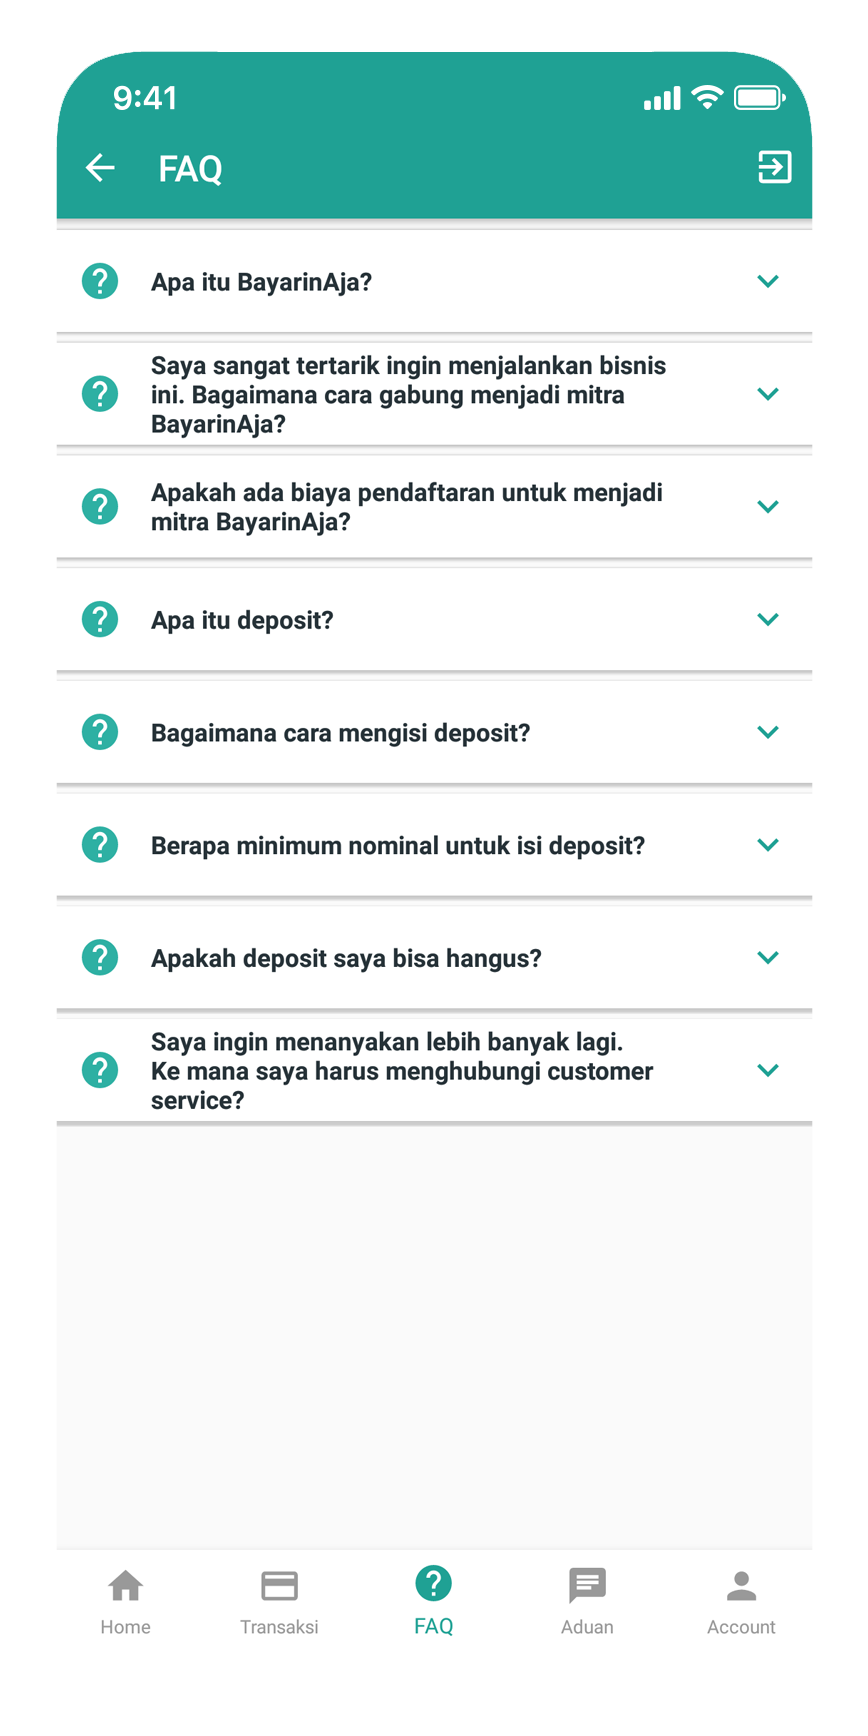 9:41
FAQ
Apa itu BayarinAja?
Saya sangat tertarik ingin menjalankan bisnis
ini. Bagaimana cara gabung menjadi mitra
BayarinAja?
Apakah ada biaya pendaftaran untuk menjadi
mitra BayarinAja?
Apa itu deposit?
Bagaimana cara mengisi deposit?
Berapa minimum nominal untuk isi deposit?
Apakah deposit saya bisa hangus?
Saya ingin menanyakan lebih banyak lagi.
Ke mana saya harus menghubungi customer
service?
Home
Transaksi
FAQ
Aduan
Account